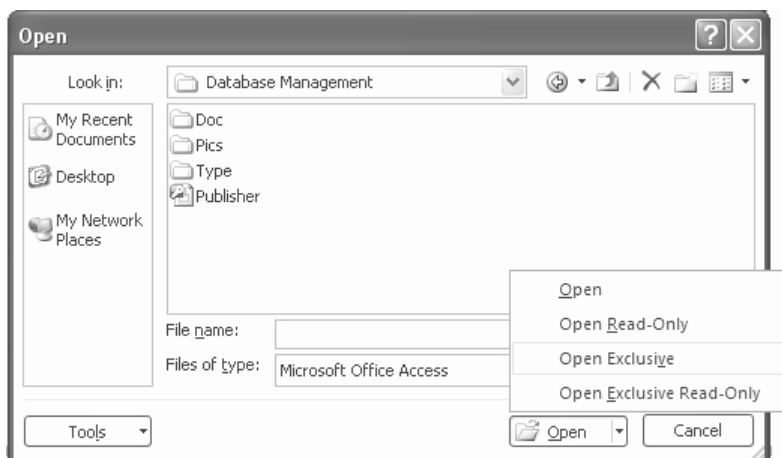 Open
Look in:
Database Management
My Recent
Documents
Desktop
My Network
Places
Doc
Pics
Type
Publisher
File name:
Files of type:
Microsoft Office Access
Open
Open Read-Only
Open Exclusive
Open Exclusive Read-Only
Tools
Open
Cancel